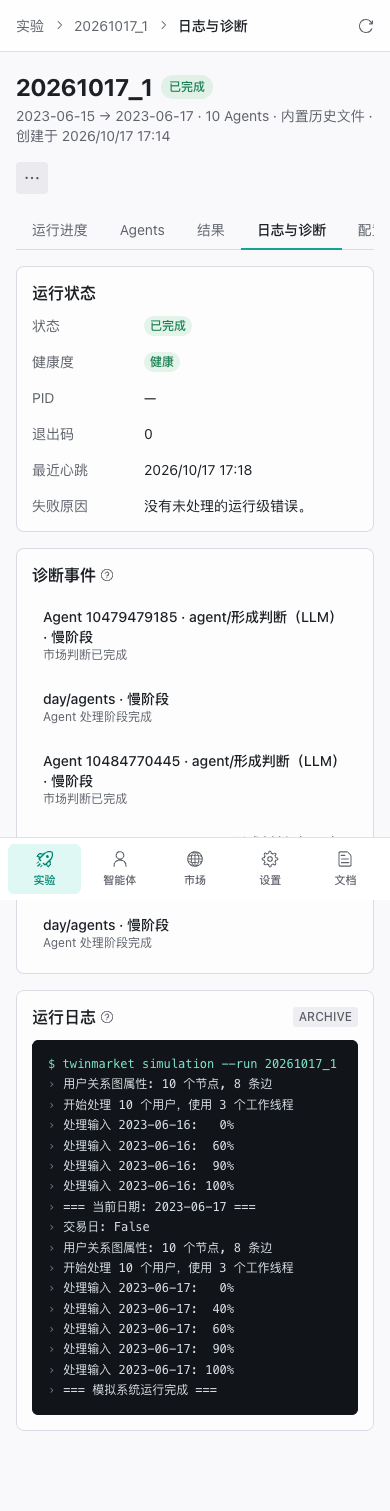 实验 > 20261017_1 > 日志与诊断
20261017_1 已完成
2023-06-15 → 2023-06-17 · 10 Agents · 内置历史文件 ·
创建于 2026/10/17 17:14
···
运行进度 Agents 结果 日志与诊断
运行状态
状态 已完成
健康度 健康
PID —
退出码 0
最近心跳 2026/10/17 17:18
失败原因 没有未处理的运行级错误。
诊断事件
Agent 10479479185 · agent/形成判断（LLM）
· 慢阶段
市场判断已完成
day/agents · 慢阶段
Agent 处理阶段完成
Agent 10484770445 · agent/形成判断（LLM）
· 慢阶段
市场判断已完成
实验 智能体 市场 设置 文档
day/agents · 慢阶段
Agent 处理阶段完成
运行日志 ARCHIVE
$ twinmarket simulation --run 20261017_1
› 用户关系图属性: 10 个节点, 8 条边
› 开始处理 10 个用户，使用 3 个工作线程
› 处理输入 2023-06-16:   0%
› 处理输入 2023-06-16:  60%
› 处理输入 2023-06-16:  90%
› 处理输入 2023-06-16: 100%
› === 当前日期: 2023-06-17 ===
› 交易日: False
› 用户关系图属性: 10 个节点, 8 条边
› 开始处理 10 个用户，使用 3 个工作线程
› 处理输入 2023-06-17:   0%
› 处理输入 2023-06-17:  40%
› 处理输入 2023-06-17:  60%
› 处理输入 2023-06-17:  90%
› 处理输入 2023-06-17: 100%
› === 模拟系统运行完成 ===